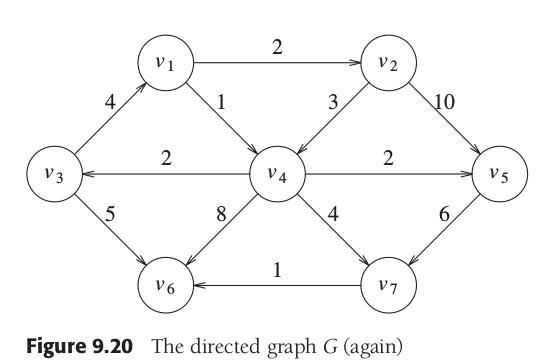 2
v1 v2
4 1 3 10
2 2
v3 v4 v5
5 8 4 6
1
v6 v7
Figure 9.20 The directed graph G (again)